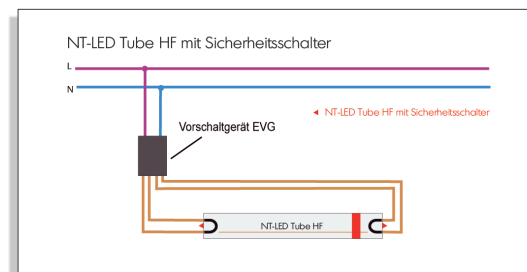 NT-LED Tube HF mit Sicherheitsschalter
L
N
NT-LED Tube HF mit Sicherheitsschalter
Vorschaltgerät EVG
NT-LED Tube HF